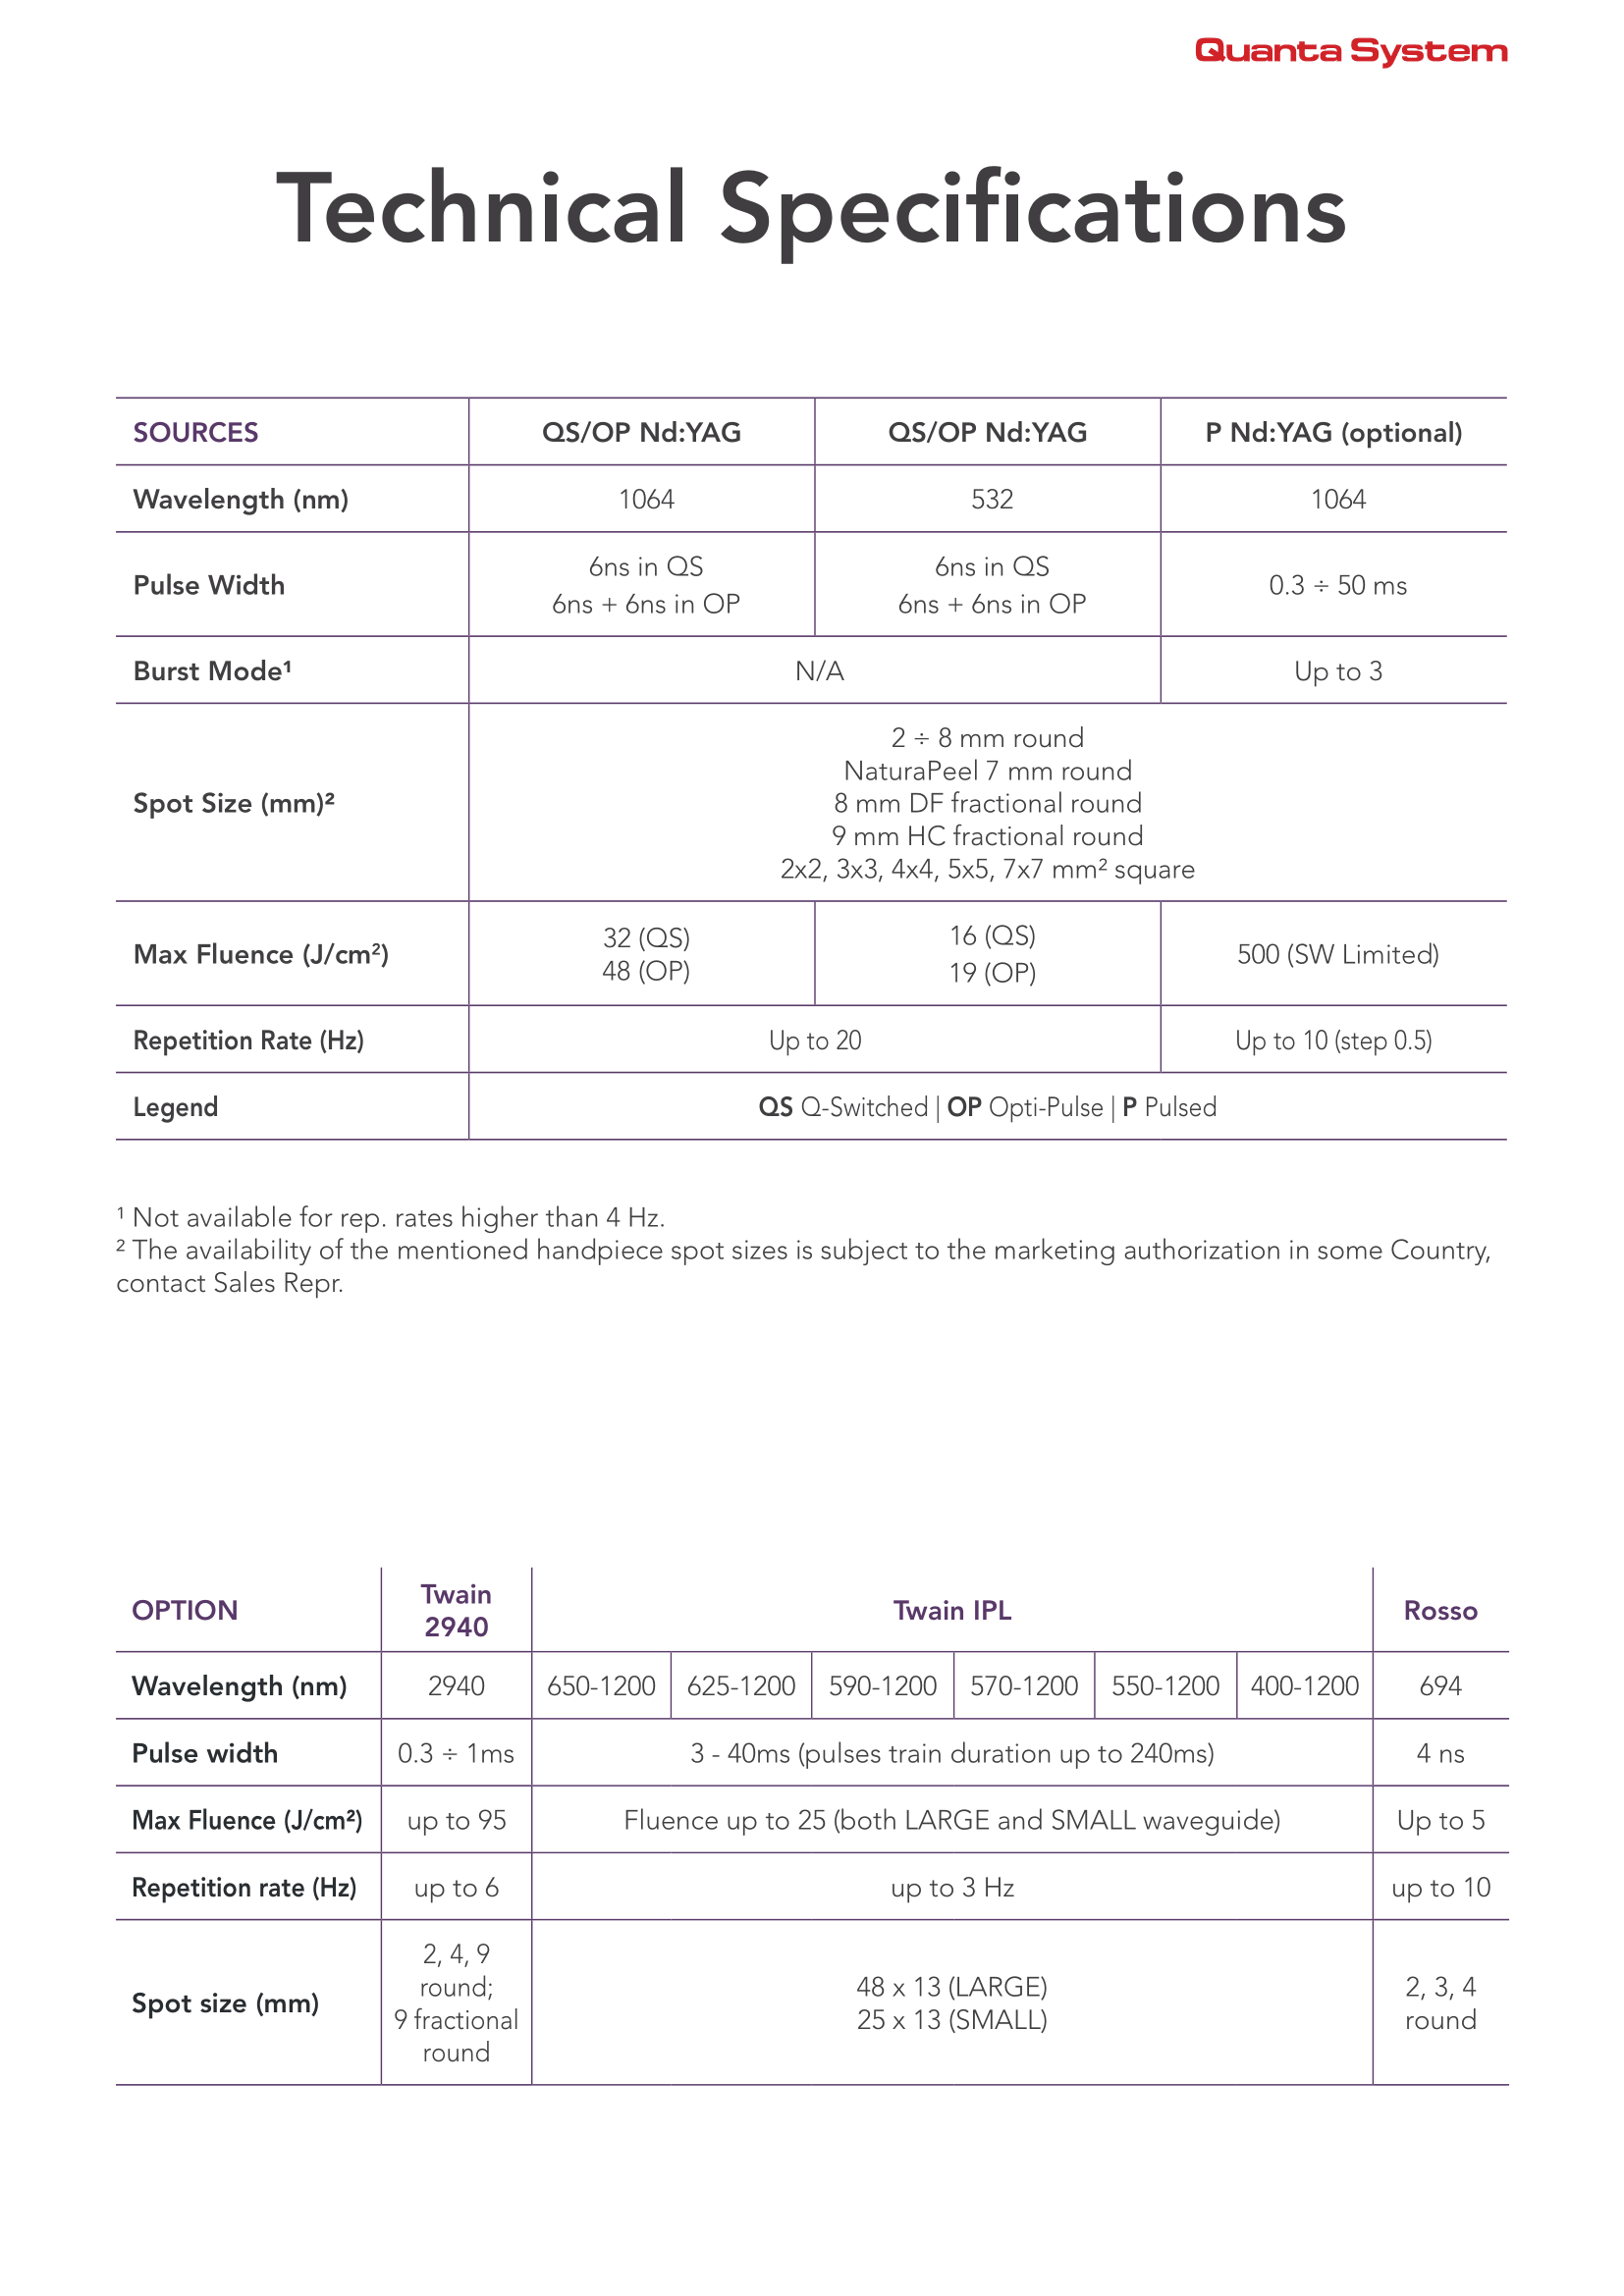 Quanta System
Technical Specifications
SOURCES QS/OP Nd:YAG QS/OP Nd:YAG P Nd:YAG (optional)
Wavelength (nm) 1064 532 1064
Pulse Width 6ns in QS 6ns + 6ns in OP 6ns in QS 6ns + 6ns in OP 0.3 ÷ 50 ms
Burst Mode¹ N/A Up to 3
Spot Size (mm)²
2 ÷ 8 mm round
NaturaPeel 7 mm round
8 mm DF fractional round
9 mm HC fractional round
2x2, 3x3, 4x4, 5x5, 7x7 mm² square
Max Fluence (J/cm²) 32 (QS) 48 (OP) 16 (QS) 19 (OP) 500 (SW Limited)
Repetition Rate (Hz) Up to 20 Up to 10 (step 0.5)
Legend QS Q-Switched | OP Opti-Pulse | P Pulsed
¹ Not available for rep. rates higher than 4 Hz.
² The availability of the mentioned handpiece spot sizes is subject to the marketing authorization in some Country,
contact Sales Repr.
OPTION Twain 2940 Twain IPL Rosso
Wavelength (nm) 2940 650-1200 625-1200 590-1200 570-1200 550-1200 400-1200 694
Pulse width 0.3 ÷ 1ms 3 - 40ms (pulses train duration up to 240ms) 4 ns
Max Fluence (J/cm²) up to 95 Fluence up to 25 (both LARGE and SMALL waveguide) Up to 5
Repetition rate (Hz) up to 6 up to 3 Hz up to 10
Spot size (mm)
2, 4, 9
round;
9 fractional
round
48 x 13 (LARGE)
25 x 13 (SMALL)
2, 3, 4
round